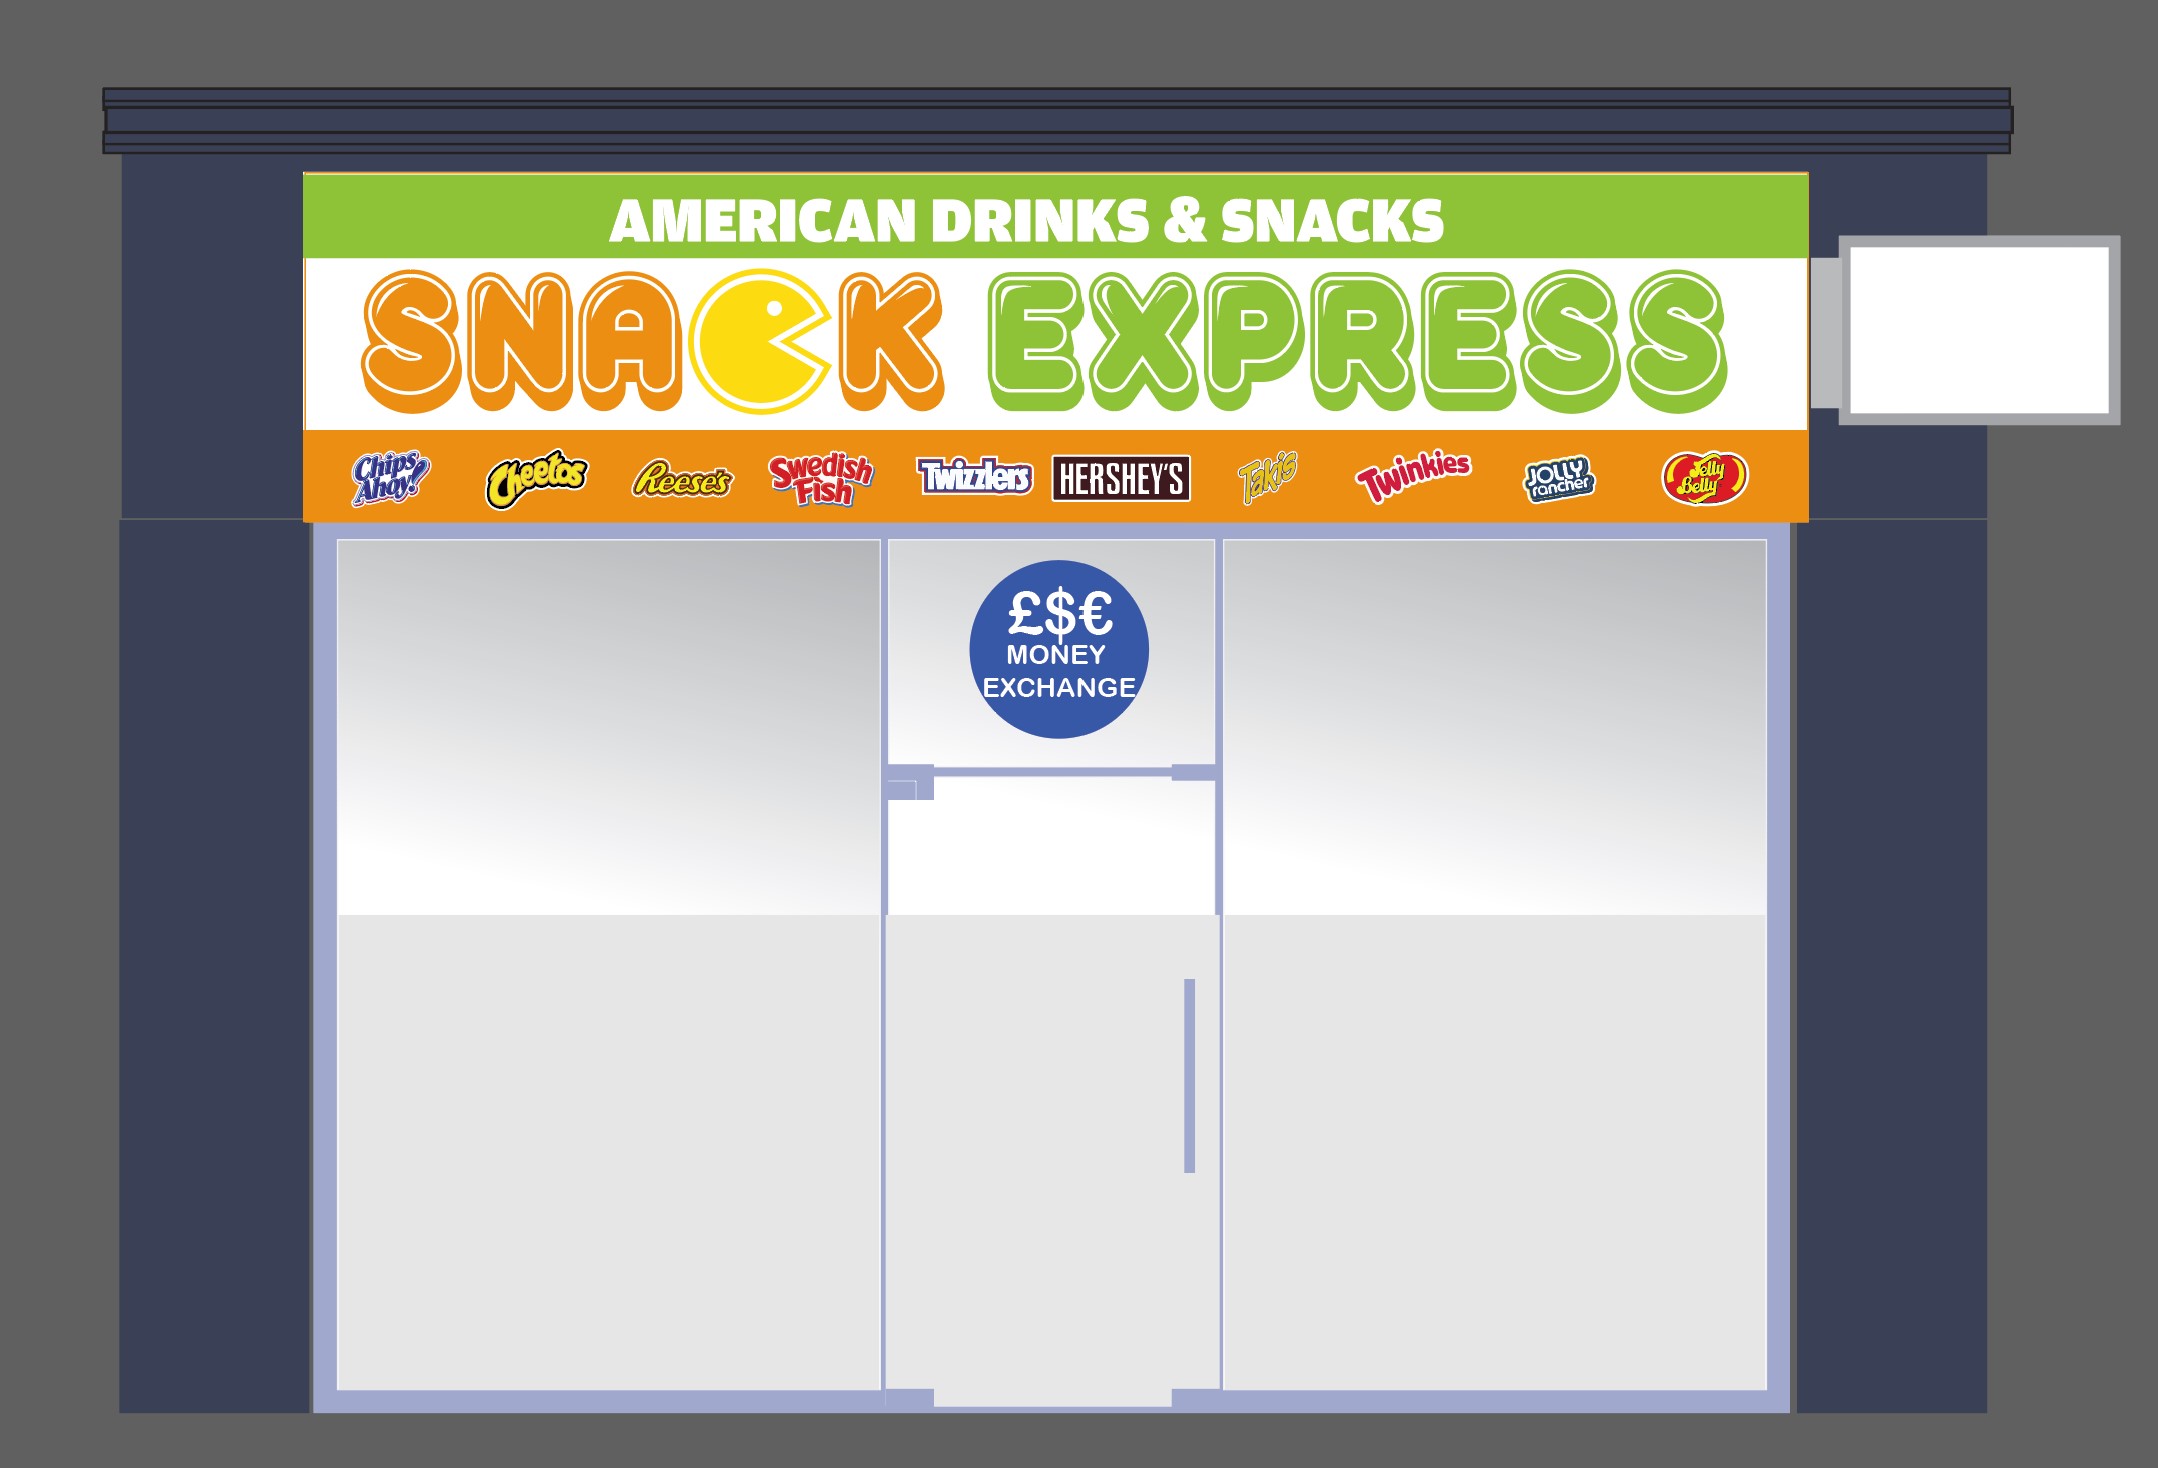 AMERICAN DRINKS & SNACKS
SNACK EXPRESS
Chips Ahoy! Cheetos Reese's Swedish Fish Twizzlers HERSHEY'S Takis Twinkies JOLLY rancher Jelly Belly
£$€
MONEY
EXCHANGE